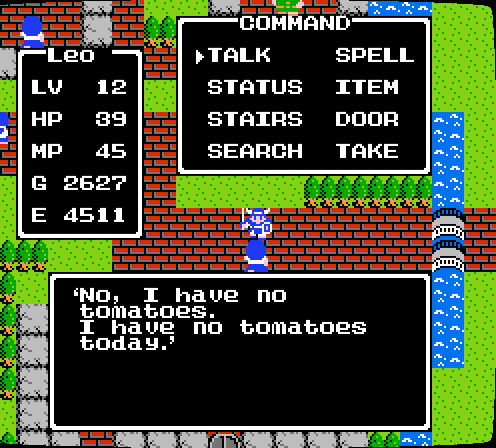 COMMAND
▶TALK SPELL
STATUS ITEM
STAIRS DOOR
SEARCH TAKE
Leo
LV 12
HP 39
MP 45
G 2627
E 4511
‘No, I have no
tomatoes.
I have no tomatoes
today.’